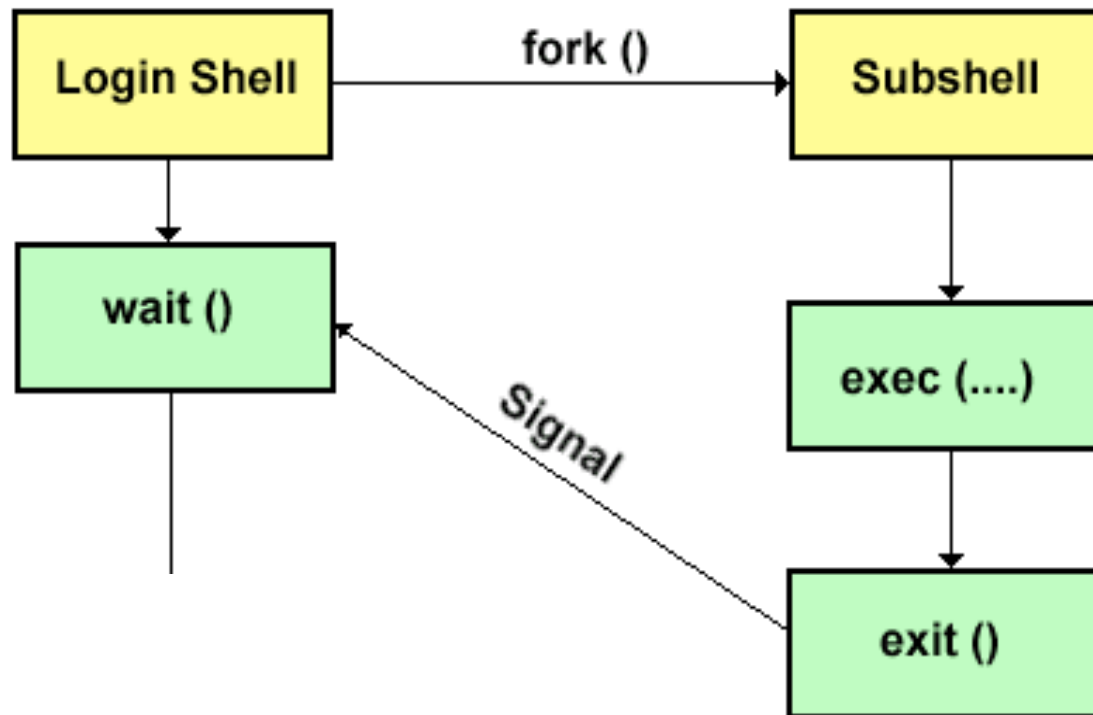 Login Shell
fork ()
Subshell
wait ()
exec (....)
Signal
exit ()